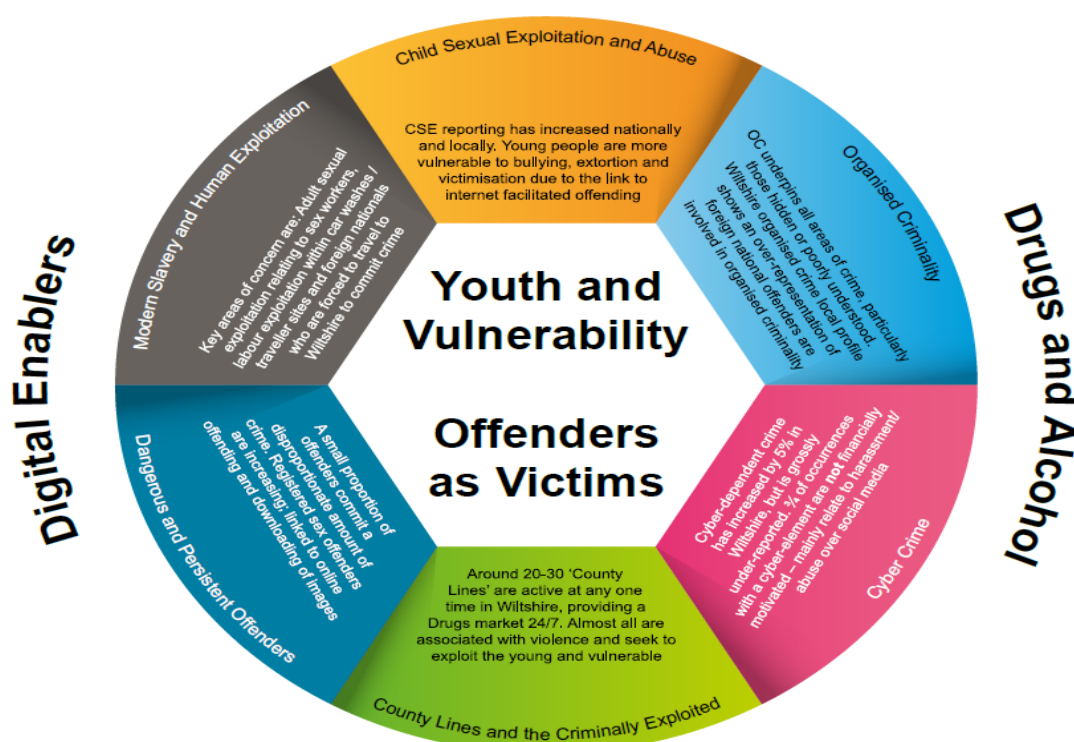 Child Sexual Exploitation and Abuse
CSE reporting has increased nationally
and locally. Young people are more
vulnerable to bullying, extortion and
victimisation due to the link to
internet facilitated offending
Organised Criminality
OC underpins all areas of crime, particularly
those hidden or poorly understood.
Wiltshire organised crime local profile
shows an over-representation of
foreign national offenders are
involved in organised criminality
Drugs and Alcohol
Cyber-dependent crime
has increased by 5% in
Wiltshire, but is grossly
under-reported. ¾ of occurrences
with a cyber-element are not financially
motivated – mainly relate to harassment/
abuse over social media
Cyber Crime
Around 20-30 ‘County
Lines’ are active at any one
time in Wiltshire, providing a
Drugs market 24/7. Almost all are
associated with violence and seek to
exploit the young and vulnerable
County Lines and the Criminally Exploited
A small proportion of
offenders commit a
disproportionate amount of
crime. Registered sex offenders
are increasing; linked to online
offending and downloading of images
Dangerous and Persistent Offenders
Digital Enablers
Modern Slavery and Human Exploitation
Key areas of concern are: Adult sexual
exploitation relating to sex workers,
labour exploitation within car washes /
traveller sites and foreign nationals
who are forced to travel to
Wiltshire to commit crime
Youth and
Vulnerability
Offenders
as Victims